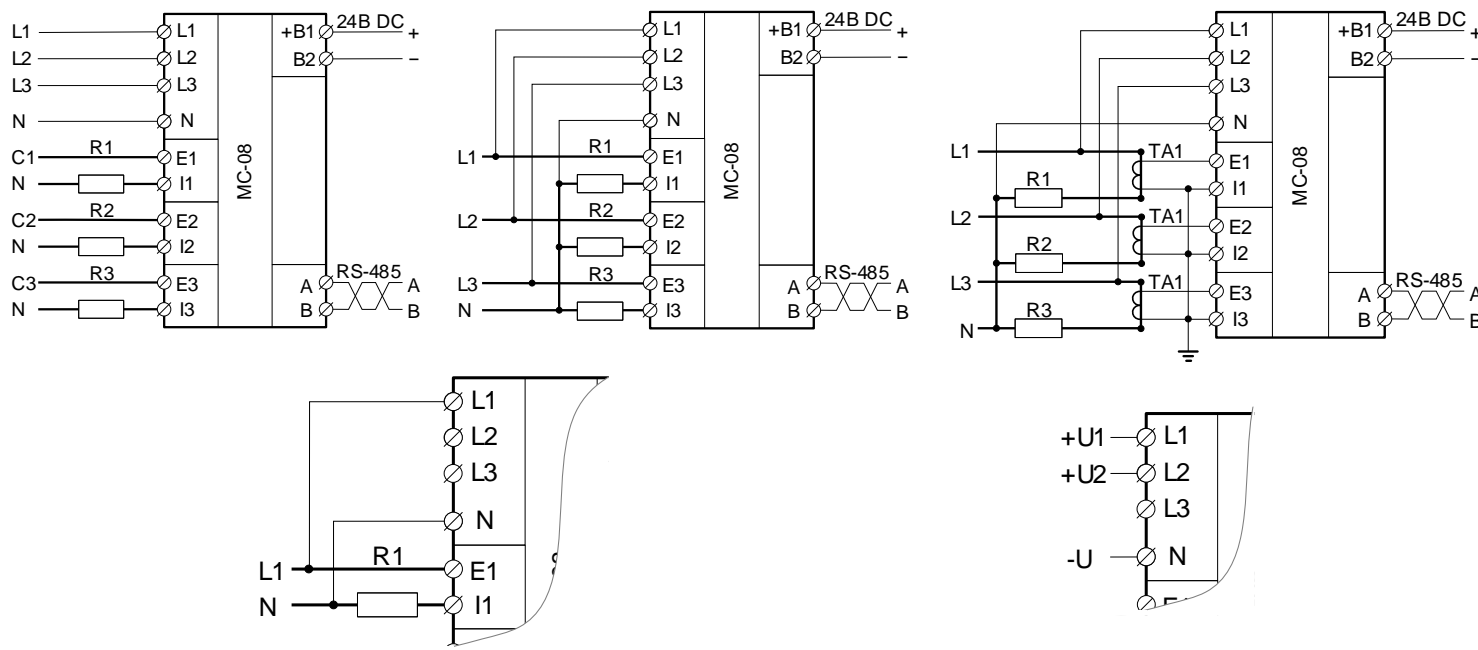 L1 L1 +B1 24В DC +
L2 L2 B2 −
L3 L3
N N
C1 R1 E1
N I1
MC-08
C2 R2 E2
N I2
C3 R3 E3 A RS-485 A
N I3 B B
L1 +B1 24В DC +
L2 B2 −
L3
N
L1 R1 E1
I1
MC-08
L2 R2 E2
I2
L3 R3 E3 A RS-485 A
N I3 B B
L1 +B1 24В DC +
L2 B2 −
L3
N
L1 TA1 E1
R1 I1
MC-08
L2 TA1 E2
R2 I2
L3 TA1 E3 A RS-485 A
N R3 I3 B B
L1
L2
L3
N
L1 R1 E1
N I1
+U1 L1
+U2 L2
L3
-U N